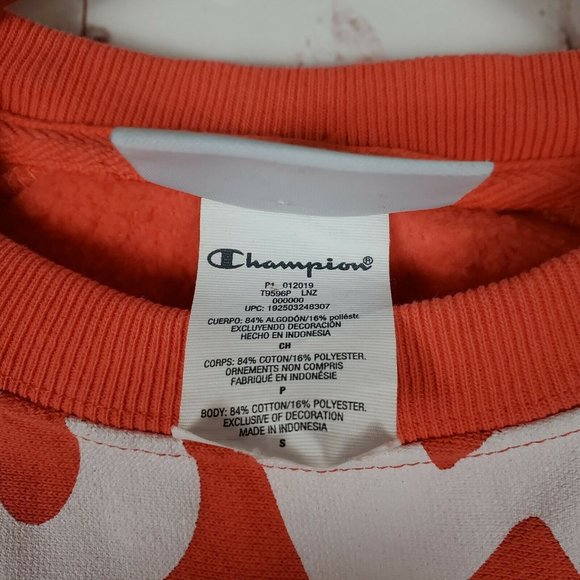 Champion®
P* 012019
T9596P LNZ
000000
UPC: 192503248307
CUERPO: 84% ALGODÓN/16% poliéste
EXCLUYENDO DECORACIÓN
HECHO EN INDONESIA
CH
CORPS: 84% COTON/16% POLYESTER.
ORNEMENTS NON COMPRIS
FABRIQUÉ EN INDONÉSIE
P
BODY: 84% COTTON/16% POLYESTER.
EXCLUSIVE OF DECORATION
MADE IN INDONESIA
S